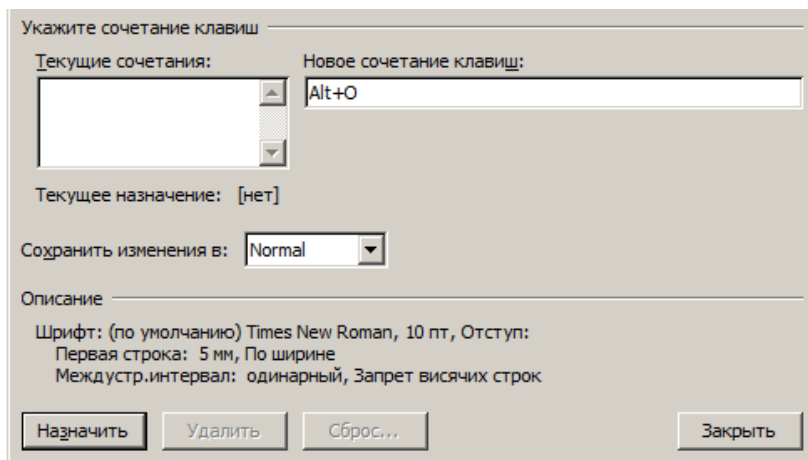 Укажите сочетание клавиш
Текущие сочетания: Новое сочетание клавиш:
Alt+O
Текущее назначение: [нет]
Сохранить изменения в: Normal
Описание
Шрифт: (по умолчанию) Times New Roman, 10 пт, Отступ:
Первая строка: 5 мм, По ширине
Междустр.интервал: одинарный, Запрет висячих строк
Назначить Удалить Сброс... Закрыть